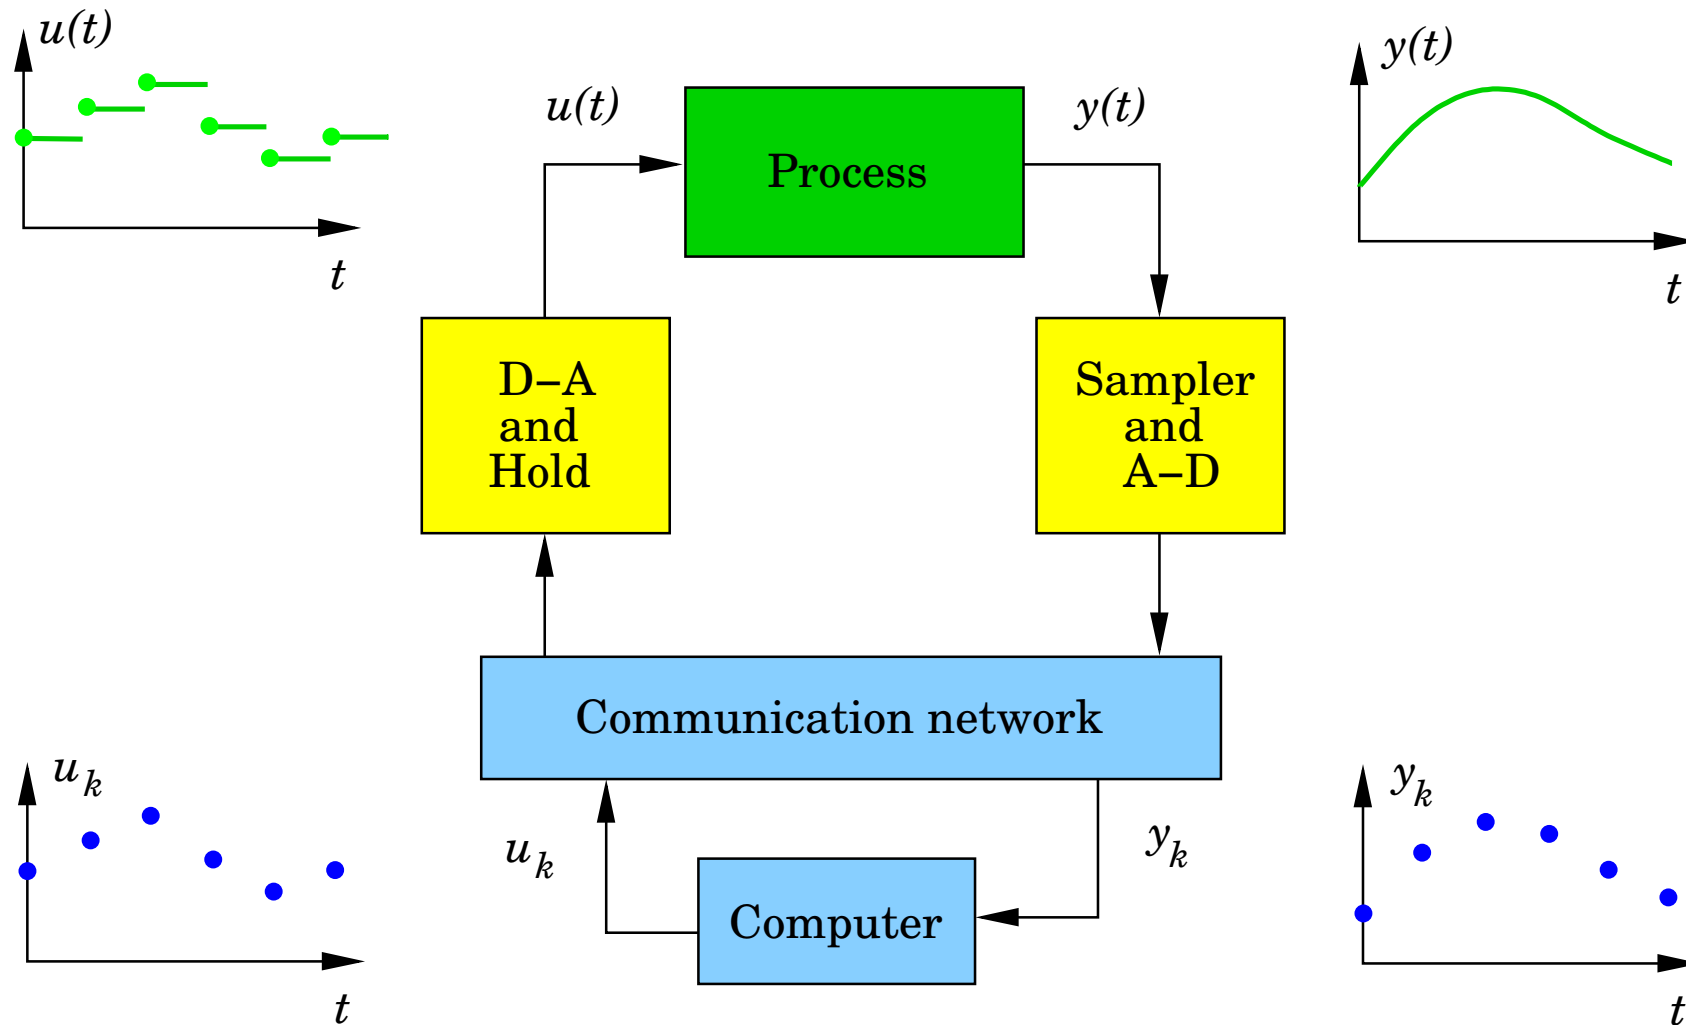 u(t)
y(t)
u(t)
y(t)
Process
t
t
D–A
and
Hold
Sampler
and
A–D
Communication network
u_k
y_k
u_k
y_k
Computer
t
t